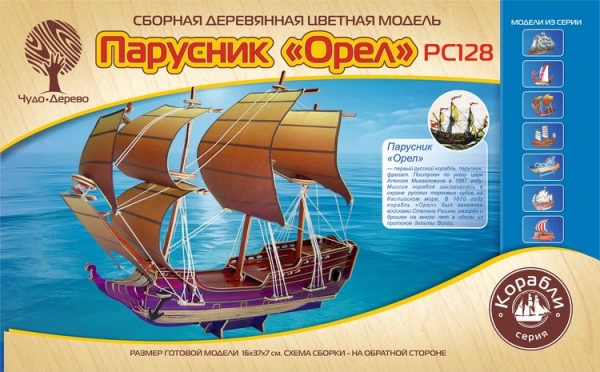 СБОРНАЯ ДЕРЕВЯННАЯ ЦВЕТНАЯ МОДЕЛЬ
Парусник «Орел» PC128
МОДЕЛИ ИЗ СЕРИИ
Чудо-Дерево
Парусник
«Орел»
— первый русский корабль, парусник,
фрегат. Построен по указу царя
Алексея Михайловича в 1667 году.
Миссия корабля заключалась в
охране русских торговых судов на
Каспийском море. В 1670 году
корабль «Орел» был захвачен
войсками Степана Разина, разорён и
брошен на много лет в одном из
протоков дельты Волги.
Корабли
серия
РАЗМЕР ГОТОВОЙ МОДЕЛИ 16x37x7 см. СХЕМА СБОРКИ - НА ОБРАТНОЙ СТОРОНЕ